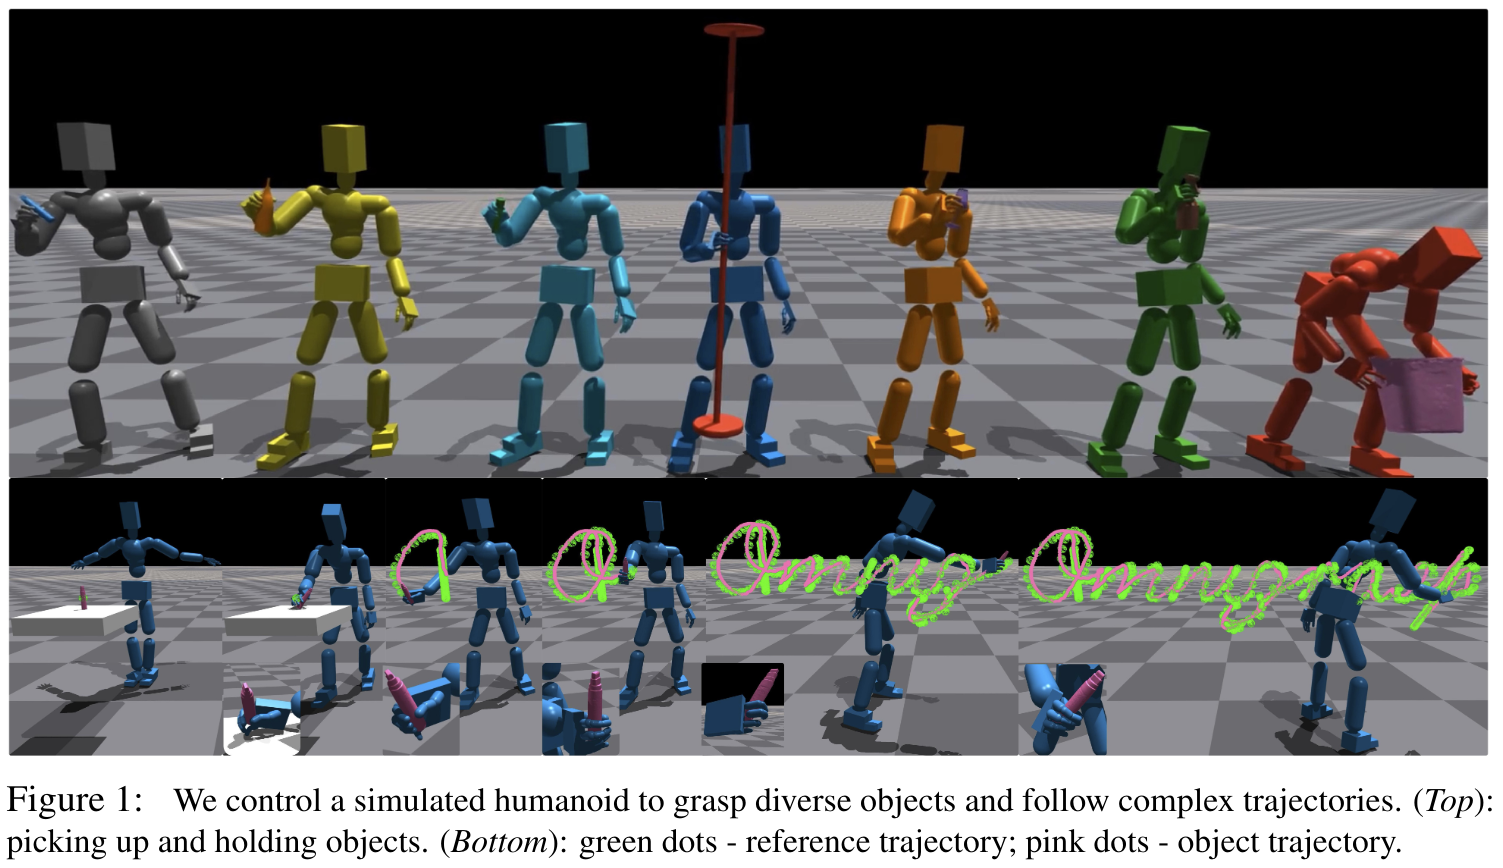 Omnigrasp
Figure 1: We control a simulated humanoid to grasp diverse objects and follow complex trajectories. (Top):
picking up and holding objects. (Bottom): green dots - reference trajectory; pink dots - object trajectory.